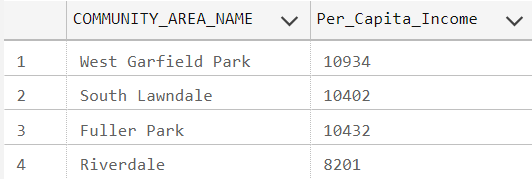 COMMUNITY_AREA_NAME Per_Capita_Income
1 West Garfield Park 10934
2 South Lawndale 10402
3 Fuller Park 10432
4 Riverdale 8201